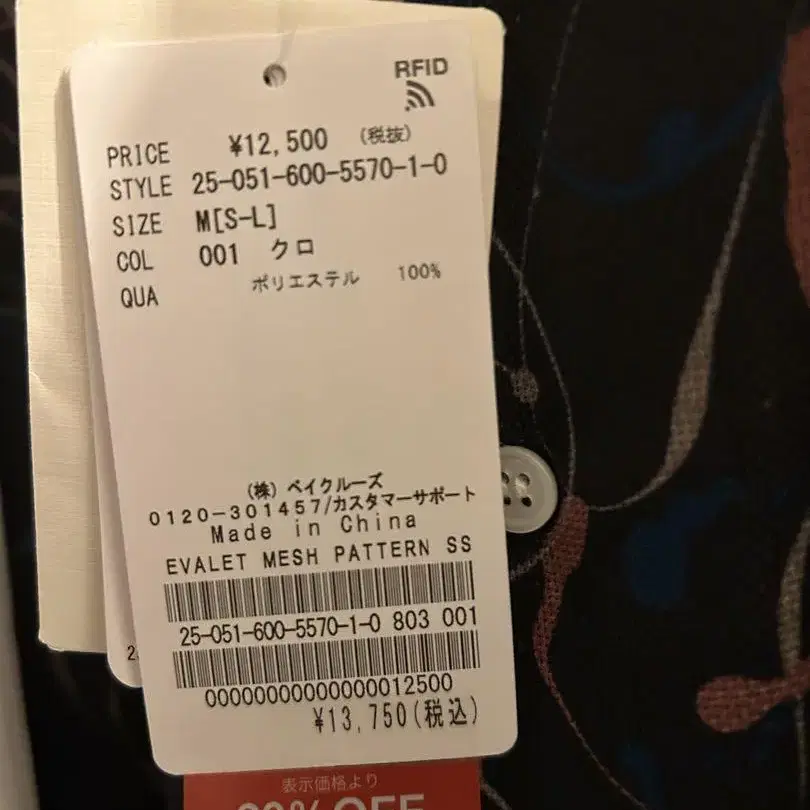 RFID
PRICE ¥12,500 (税抜)
STYLE 25-051-600-5570-1-0
SIZE M[S-L]
COL 001 クロ
QUA ポリエステル 100%
(株) ベイクルーズ
0120-301457/カスタマーサポート
Made in China
EVALET MESH PATTERN SS
25-051-600-5570-1-0 803 001
00000000000000012500
¥13,750(税込)
表示価格より
% OFF